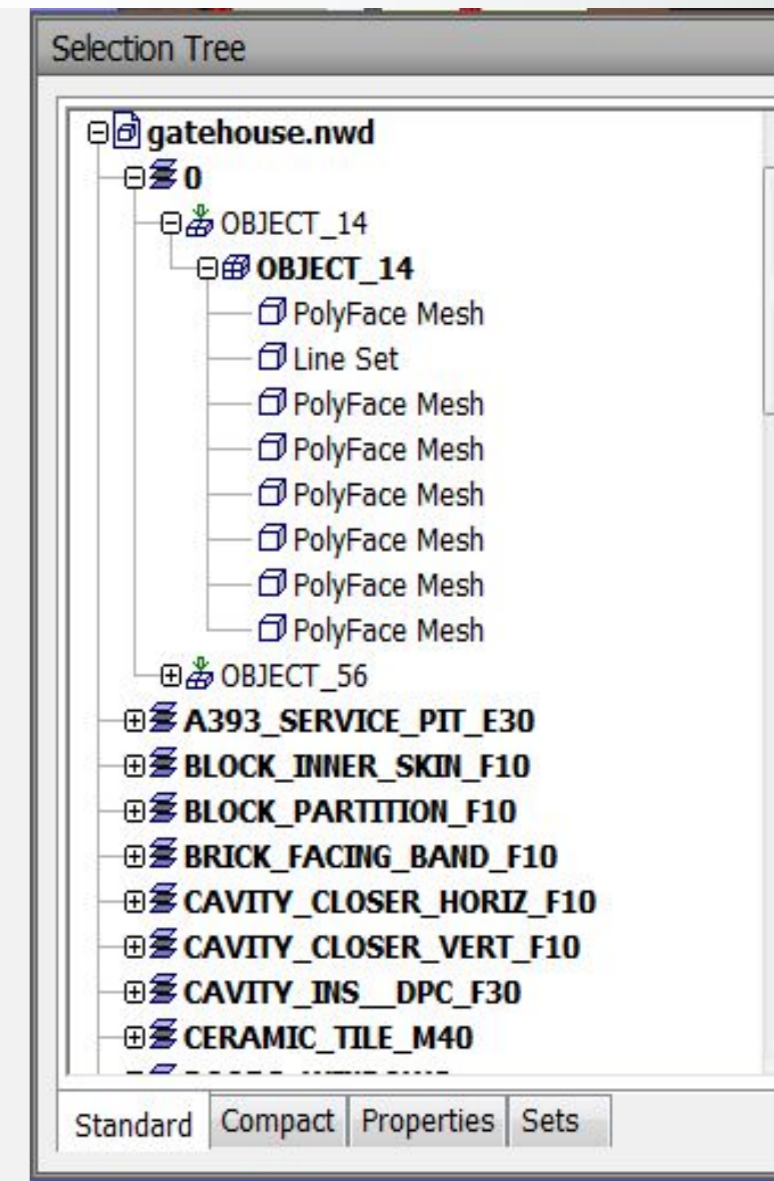 Selection Tree
gatehouse.nwd
0
OBJECT_14
OBJECT_14
PolyFace Mesh
Line Set
PolyFace Mesh
PolyFace Mesh
PolyFace Mesh
PolyFace Mesh
PolyFace Mesh
PolyFace Mesh
OBJECT_56
A393_SERVICE_PIT_E30
BLOCK_INNER_SKIN_F10
BLOCK_PARTITION_F10
BRICK_FACING_BAND_F10
CAVITY_CLOSER_HORIZ_F10
CAVITY_CLOSER_VERT_F10
CAVITY_INS__DPC_F30
CERAMIC_TILE_M40
Standard Compact Properties Sets